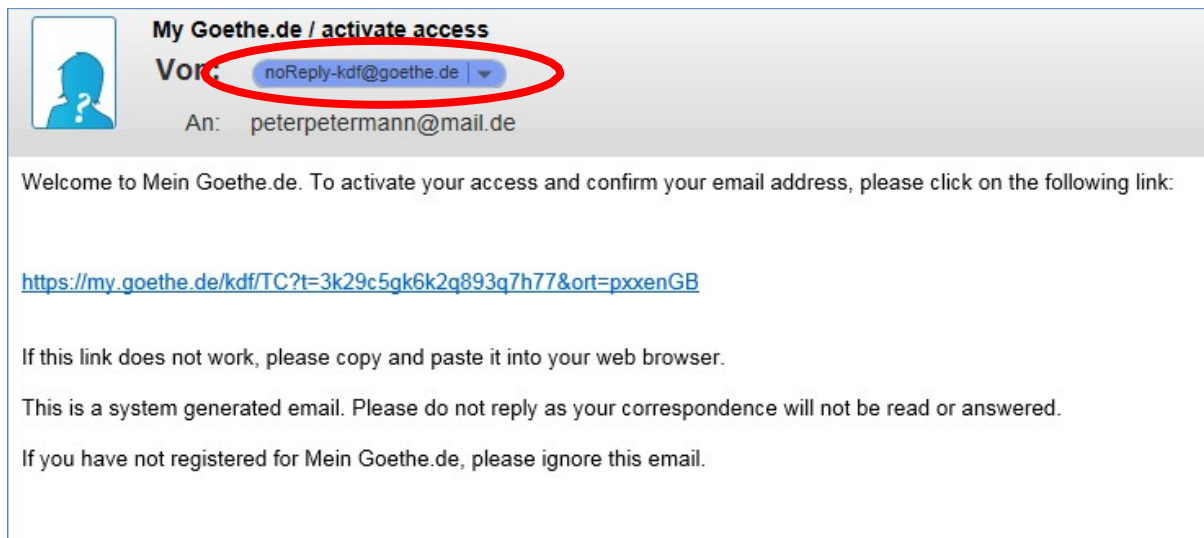 My Goethe.de / activate access
Von: noReply-kdf@goethe.de
An: peterpetermann@mail.de
Welcome to Mein Goethe.de. To activate your access and confirm your email address, please click on the following link:
https://my.goethe.de/kdf/TC?t=3k29c5gk6k2q893q7h77&ort=pxxenGB
If this link does not work, please copy and paste it into your web browser.
This is a system generated email. Please do not reply as your correspondence will not be read or answered.
If you have not registered for Mein Goethe.de, please ignore this email.